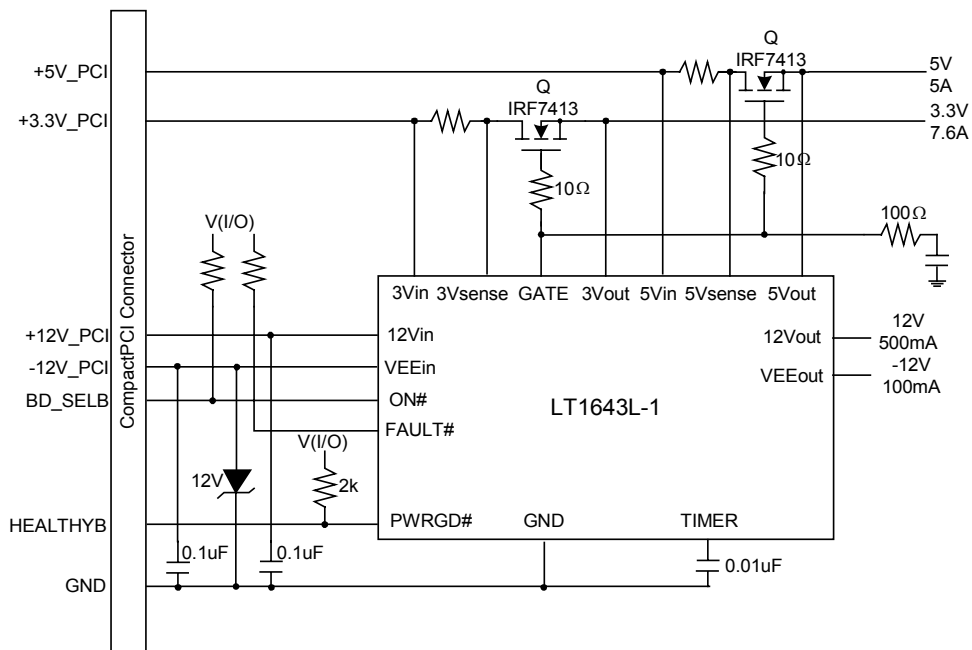 Q
IRF7413
+5V_PCI
5V
5A
Q
IRF7413
+3.3V_PCI
3.3V
7.6A
10Ω
10Ω
100Ω
V(I/O)
CompactPCI Connector
3Vin
3Vsense
GATE
3Vout
5Vin
5Vsense
5Vout
+12V_PCI
12Vin
12Vout
12V
500mA
-12V_PCI
VEEin
VEEout
-12V
100mA
BD_SELB
ON#
LT1643L-1
FAULT#
V(I/O)
12V
2k
HEALTHYB
PWRGD#
GND
TIMER
0.1uF
0.1uF
0.01uF
GND